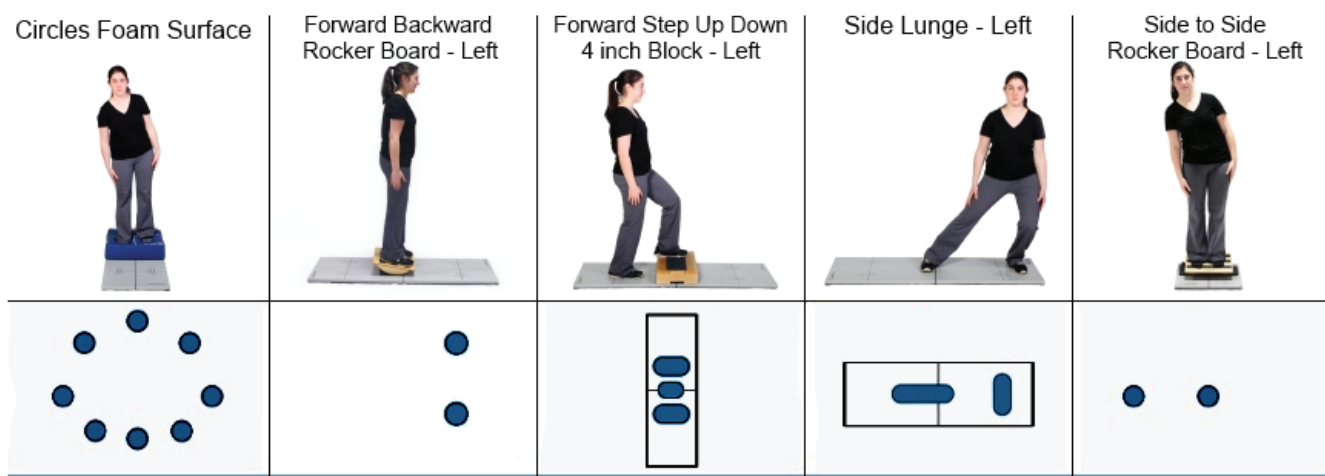 Circles Foam Surface
Forward Backward
Rocker Board - Left
Forward Step Up Down
4 inch Block - Left
Side Lunge - Left
Side to Side
Rocker Board - Left